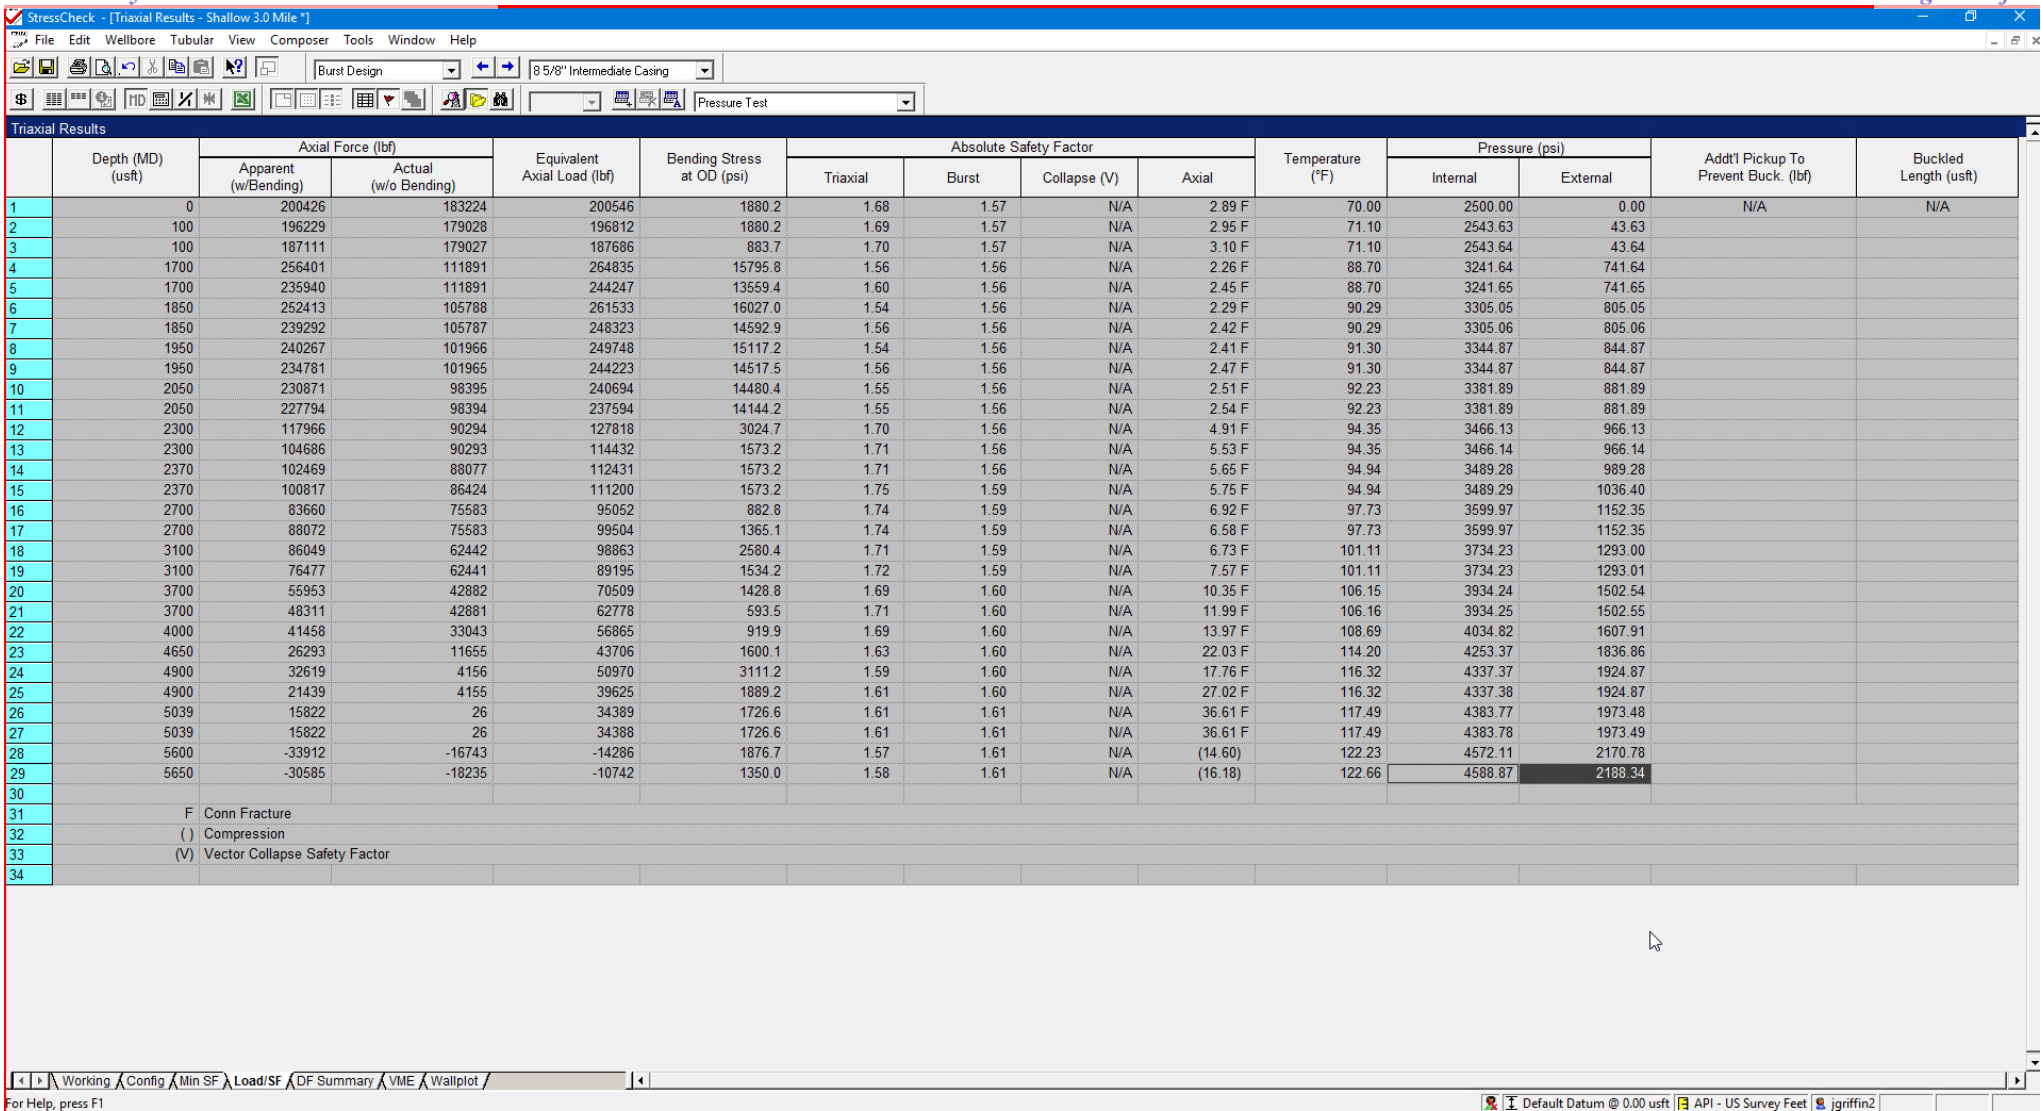 StressCheck - [Triaxial Results - Shallow 3.0 Mile *]
File Edit Wellbore Tubular View Composer Tools Window Help
Burst Design 8 5/8" Intermediate Casing
Pressure Test
Triaxial Results
Depth (MD) (usft) Axial Force (lbf) Equivalent Axial Load (lbf) Bending Stress at OD (psi) Absolute Safety Factor Temperature (°F) Pressure (psi) Addt'l Pickup To Prevent Buck. (lbf) Buckled Length (usft)
Apparent (w/Bending) Actual (w/o Bending) Triaxial Burst Collapse (V) Axial Internal External
1 0 200426 183224 200546 1880.2 1.68 1.57 N/A 2.89 F 70.00 2500.00 0.00 N/A N/A
2 100 196229 179028 196812 1880.2 1.69 1.57 N/A 2.95 F 71.10 2543.63 43.63
3 100 187111 179027 187686 883.7 1.70 1.57 N/A 3.10 F 71.10 2543.64 43.64
4 1700 256401 111891 264835 15795.8 1.56 1.56 N/A 2.26 F 88.70 3241.64 741.64
5 1700 235940 111891 244247 13559.4 1.60 1.56 N/A 2.45 F 88.70 3241.65 741.65
6 1850 252413 105788 261533 16027.0 1.54 1.56 N/A 2.29 F 90.29 3305.05 805.05
7 1850 239292 105787 248323 14592.9 1.56 1.56 N/A 2.42 F 90.29 3305.06 805.06
8 1950 240267 101966 249748 15117.2 1.54 1.56 N/A 2.41 F 91.30 3344.87 844.87
9 1950 234781 101965 244223 14517.5 1.56 1.56 N/A 2.47 F 91.30 3344.87 844.87
10 2050 230871 98395 240694 14480.4 1.55 1.56 N/A 2.51 F 92.23 3381.89 881.89
11 2050 227794 98394 237594 14144.2 1.55 1.56 N/A 2.54 F 92.23 3381.89 881.89
12 2300 117966 90294 127818 3024.7 1.70 1.56 N/A 4.91 F 94.35 3466.13 966.13
13 2300 104686 90293 114432 1573.2 1.71 1.56 N/A 5.53 F 94.35 3466.14 966.14
14 2370 102469 88077 112431 1573.2 1.71 1.56 N/A 5.65 F 94.94 3489.28 989.28
15 2370 100817 86424 111200 1573.2 1.75 1.59 N/A 5.75 F 94.94 3489.29 1036.40
16 2700 83660 75583 95052 882.8 1.74 1.59 N/A 6.92 F 97.73 3599.97 1152.35
17 2700 88072 75583 99504 1365.1 1.74 1.59 N/A 6.58 F 97.73 3599.97 1152.35
18 3100 86049 62442 98863 2580.4 1.71 1.59 N/A 6.73 F 101.11 3734.23 1293.00
19 3100 76477 62441 89195 1534.2 1.72 1.59 N/A 7.57 F 101.11 3734.23 1293.01
20 3700 55953 42882 70509 1428.8 1.69 1.60 N/A 10.35 F 106.15 3934.24 1502.54
21 3700 48311 42881 62778 593.5 1.71 1.60 N/A 11.99 F 106.16 3934.25 1502.55
22 4000 41458 33043 56865 919.9 1.69 1.60 N/A 13.97 F 108.69 4034.82 1607.91
23 4650 26293 11655 43706 1600.1 1.63 1.60 N/A 22.03 F 114.20 4253.37 1836.86
24 4900 32619 4156 50970 3111.2 1.59 1.60 N/A 17.76 F 116.32 4337.37 1924.87
25 4900 21439 4155 39625 1889.2 1.61 1.60 N/A 27.02 F 116.32 4337.38 1924.87
26 5039 15822 26 34389 1726.6 1.61 1.61 N/A 36.61 F 117.49 4383.77 1973.48
27 5039 15822 26 34388 1726.6 1.61 1.61 N/A 36.61 F 117.49 4383.78 1973.49
28 5600 -33912 -16743 -14286 1876.7 1.57 1.61 N/A (14.60) 122.23 4572.11 2170.78
29 5650 -30585 -18235 -10742 1350.0 1.58 1.61 N/A (16.18) 122.66 4588.87 2188.34
30
31 F Conn Fracture
32 ( ) Compression
33 (V) Vector Collapse Safety Factor
34
Working Config Min SF Load/SF DF Summary VME Wallplot
For Help, press F1 Default Datum @ 0.00 usft API - US Survey Feet jgriffin2